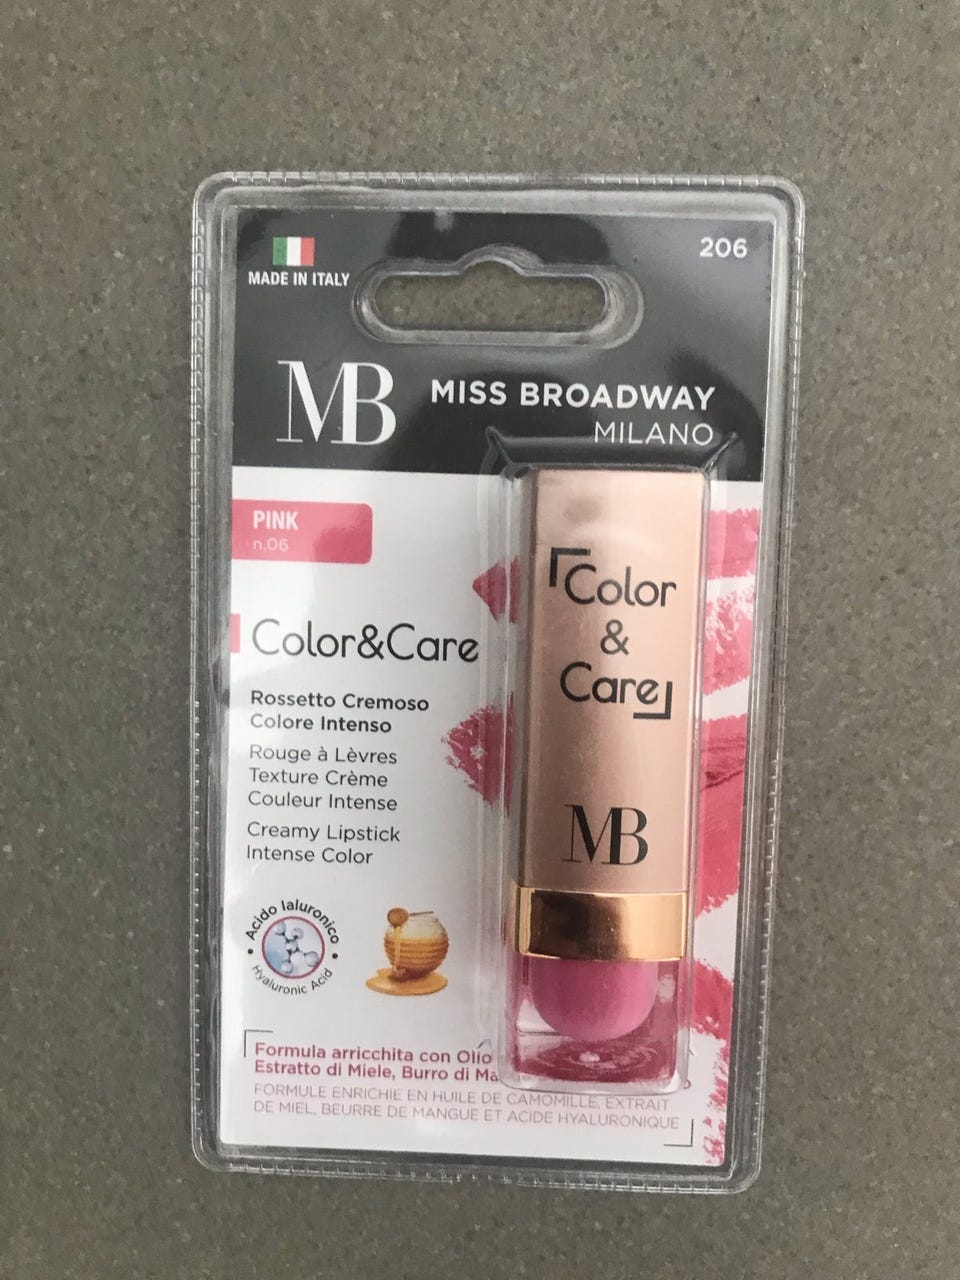 206
MADE IN ITALY
MB
MISS BROADWAY
MILANO
PINK
n.06
Color&Care
Rossetto Cremoso
Colore Intenso
Rouge à Lèvres
Texture Crème
Couleur Intense
Creamy Lipstick
Intense Color
Acido Ialuronico
Hyaluronic Acid
Formula arricchita con Olio
Estratto di Miele, Burro di
FORMULE ENRICHIE EN HUILE DE CAMOMILLE, EXTRAIT
DE MIEL, BEURRE DE MANGUE ET ACIDE HYALURONIQUE
Color
&
Care
MB